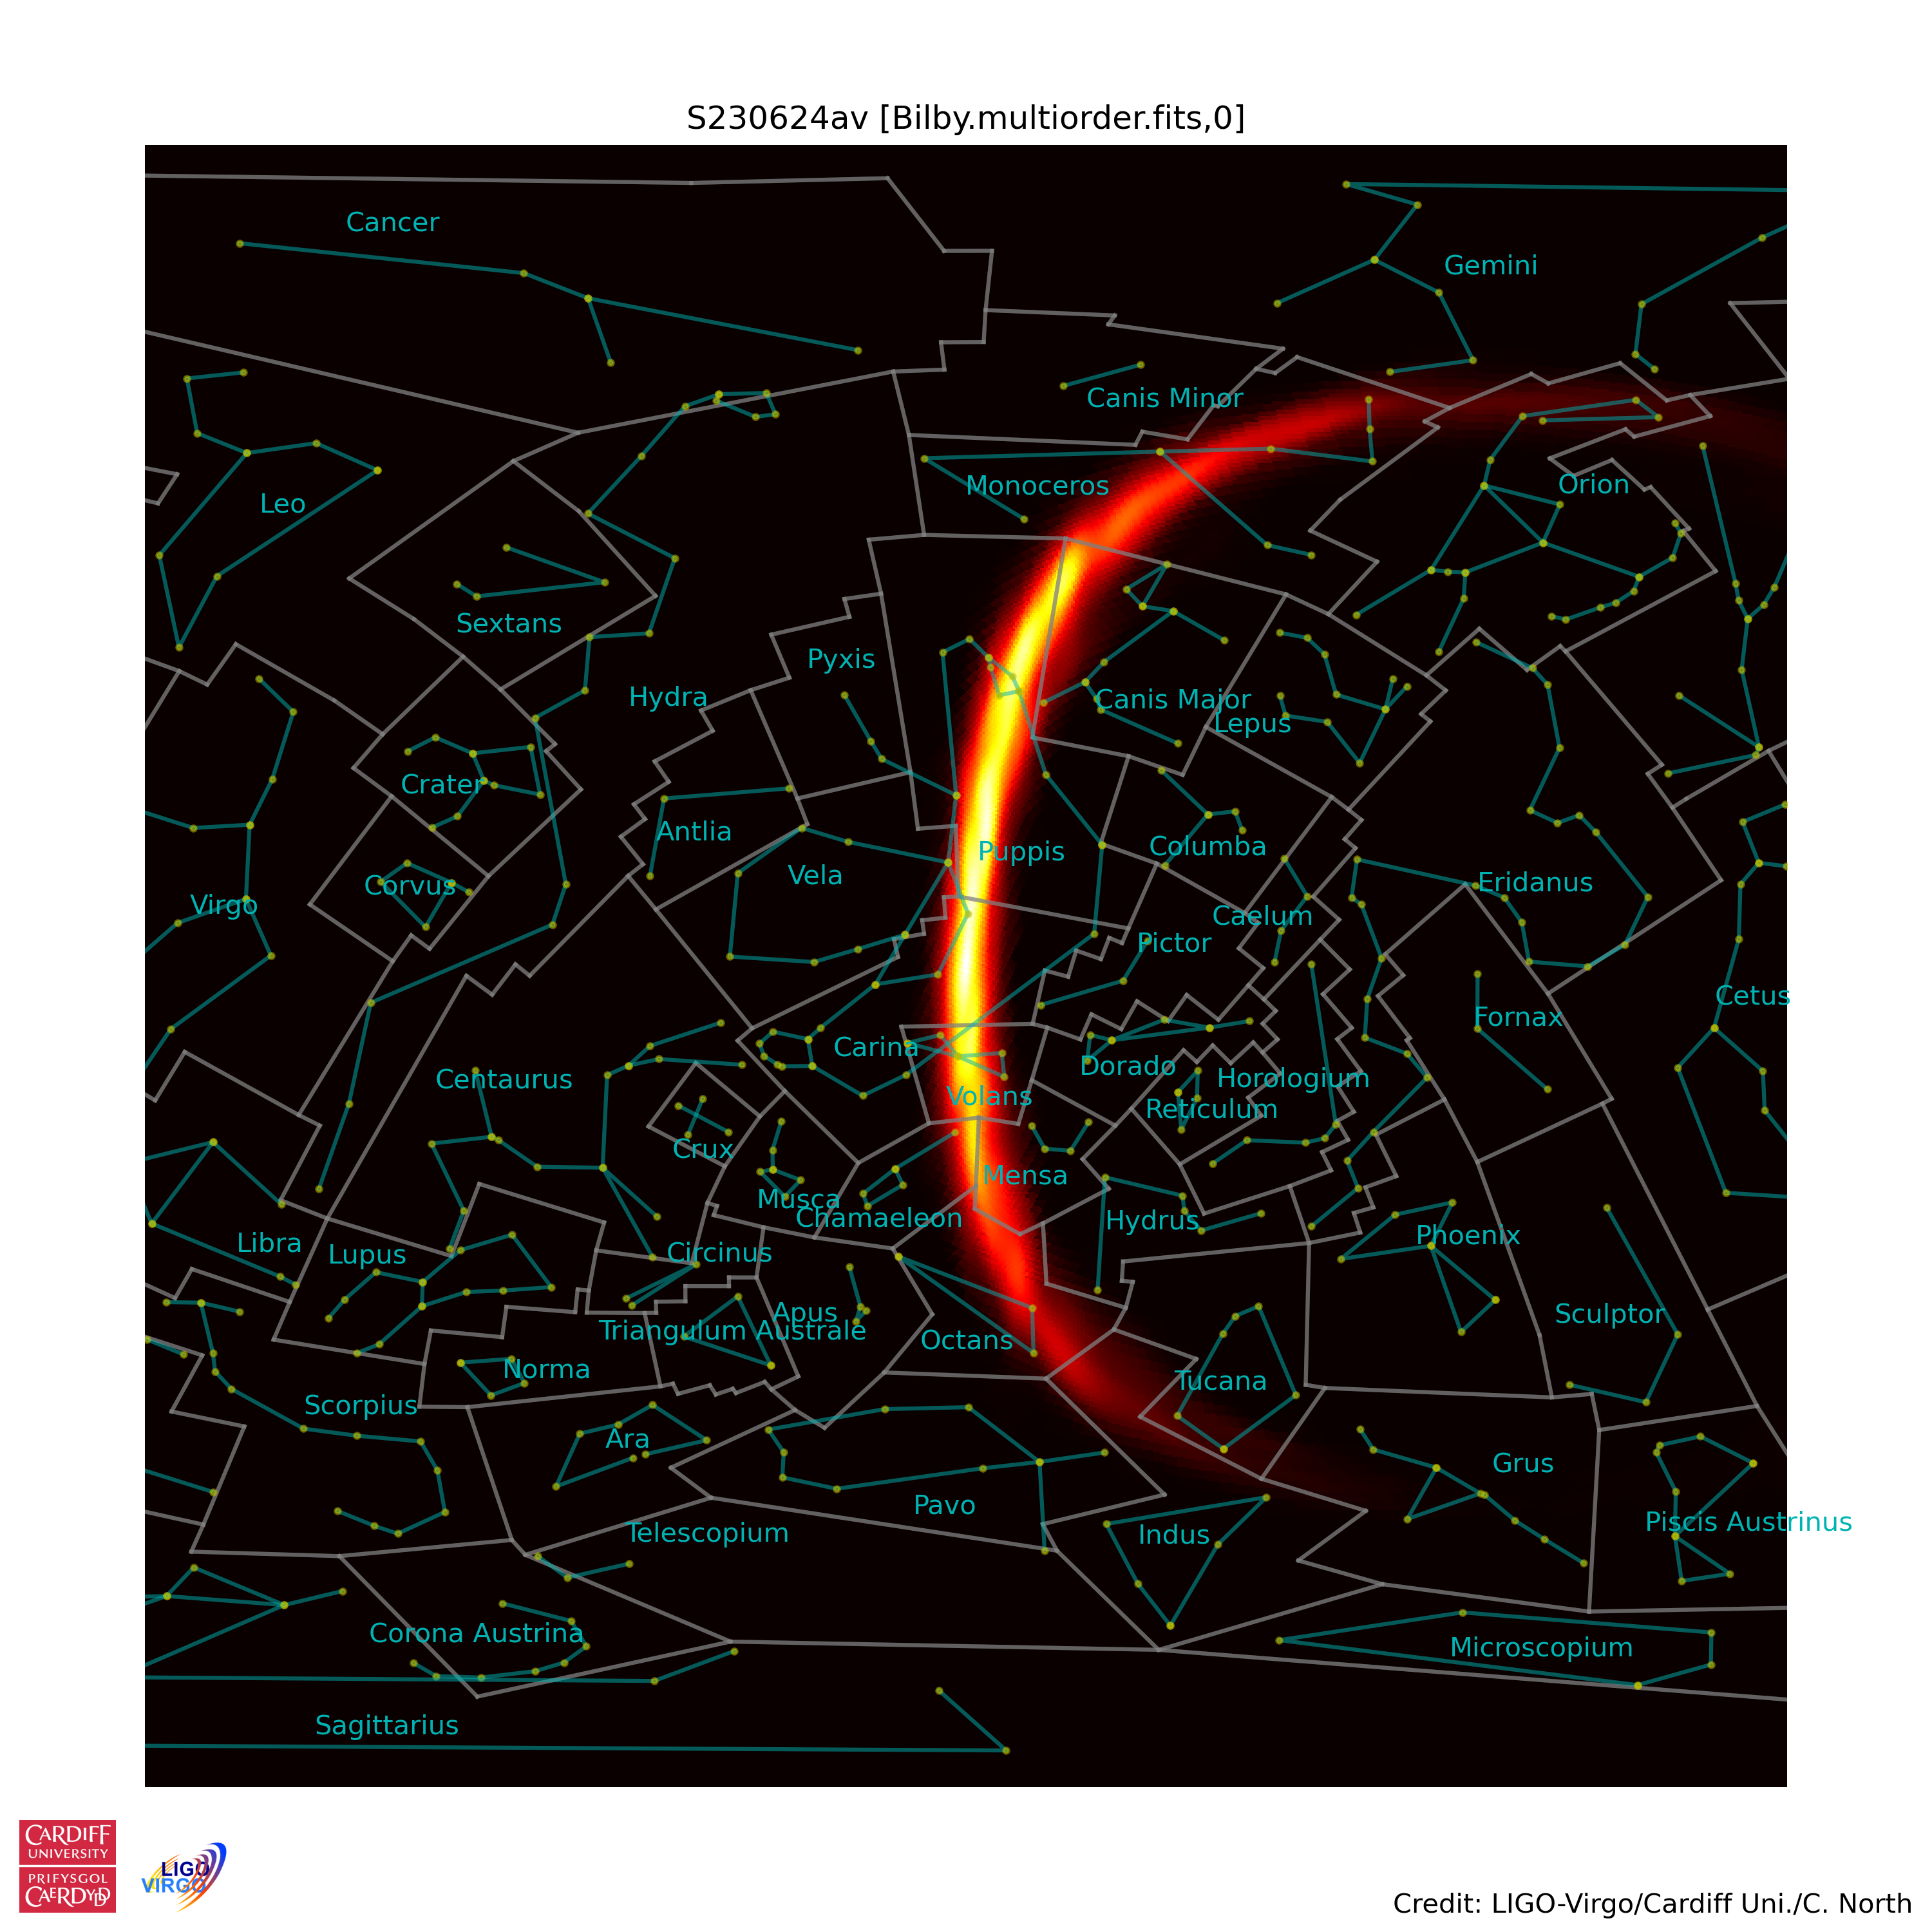 S230624av [Bilby.multiorder.fits,0]
Cancer
Gemini
Canis Minor
Monoceros
Orion
Leo
Sextans
Pyxis
Hydra
Canis Major
Lepus
Crater
Antlia
Puppis
Columba
Vela
Corvus
Eridanus
Virgo
Caelum
Pictor
Cetus
Fornax
Carina
Dorado
Centaurus
Horologium
Volans
Reticulum
Crux
Mensa
Musca
Chamaeleon
Hydrus
Phoenix
Libra
Lupus
Circinus
Apus
Sculptor
Triangulum Australe
Octans
Norma
Tucana
Scorpius
Ara
Grus
Pavo
Piscis Austrinus
Telescopium
Indus
Corona Austrina
Microscopium
Sagittarius
CARDIFF
UNIVERSITY
PRIFYSGOL
CAERDYDD
LIGO
VIRGO
Credit: LIGO-Virgo/Cardiff Uni./C. North